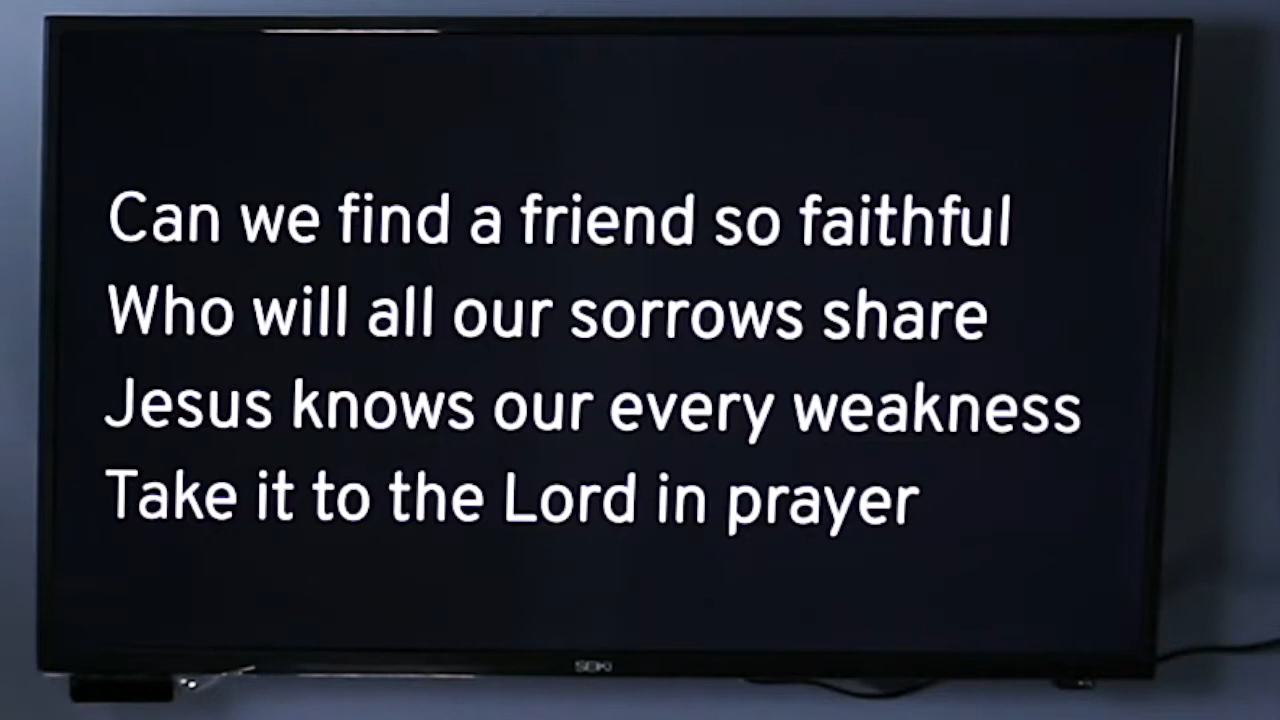 Can we find a friend so faithful
Who will all our sorrows share
Jesus knows our every weakness
Take it to the Lord in prayer
SEIKI